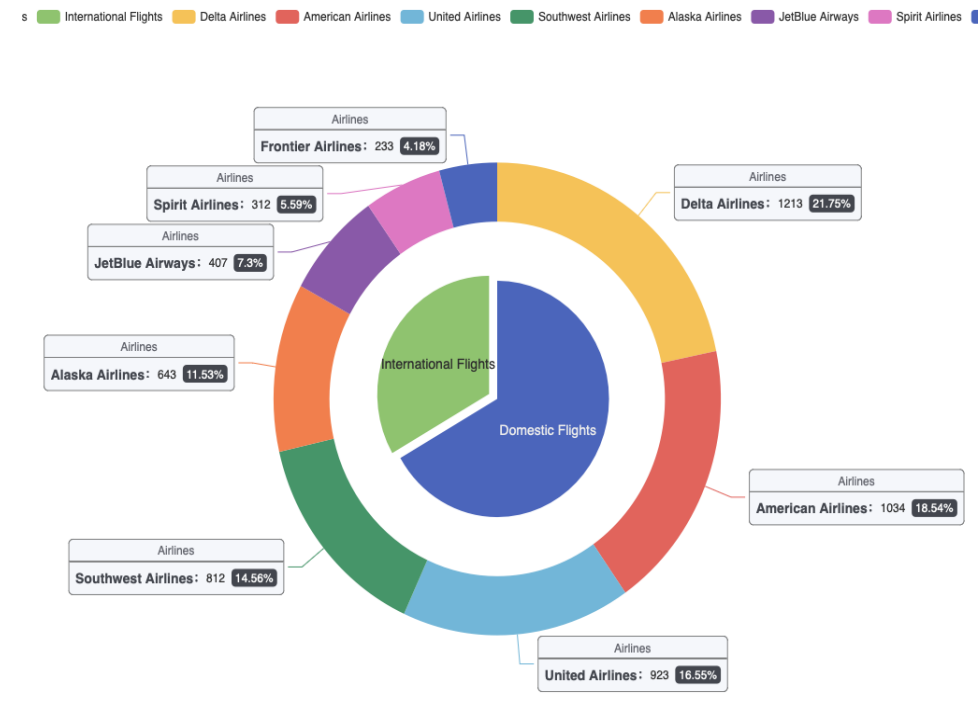 s International Flights Delta Airlines American Airlines United Airlines Southwest Airlines Alaska Airlines JetBlue Airways Spirit Airlines
Airlines
Frontier Airlines: 233 4.18%
Airlines
Spirit Airlines: 312 5.59%
Airlines
Delta Airlines: 1213 21.75%
Airlines
JetBlue Airways: 407 7.3%
Airlines
Alaska Airlines: 643 11.53%
International Flights
Domestic Flights
Airlines
American Airlines: 1034 18.54%
Airlines
Southwest Airlines: 812 14.56%
Airlines
United Airlines: 923 16.55%